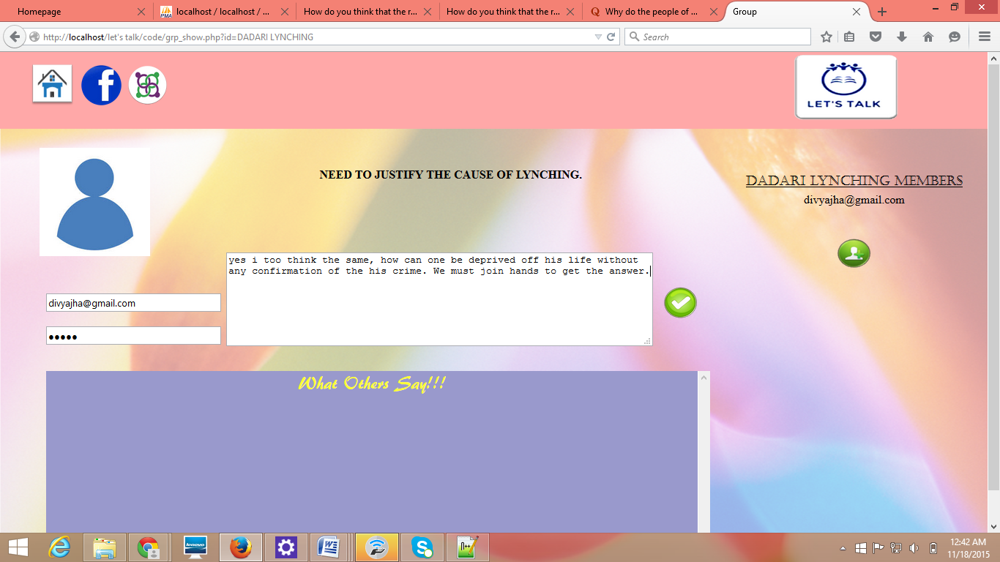 Homepage
localhost / localhost / ...
How do you think that the r...
How do you think that the r...
Why do the people of ...
Group
http://localhost/let's talk/code/grp_show.php?id=DADARI LYNCHING
Search
LET'S TALK
NEED TO JUSTIFY THE CAUSE OF LYNCHING.
DADARI LYNCHING MEMBERS
divyajha@gmail.com
yes i too think the same, how can one be deprived off his life without
any confirmation of the his crime. We must join hands to get the answer.
divyajha@gmail.com
•••••
What Others Say!!!
lenovo
12:42 AM
11/18/2015